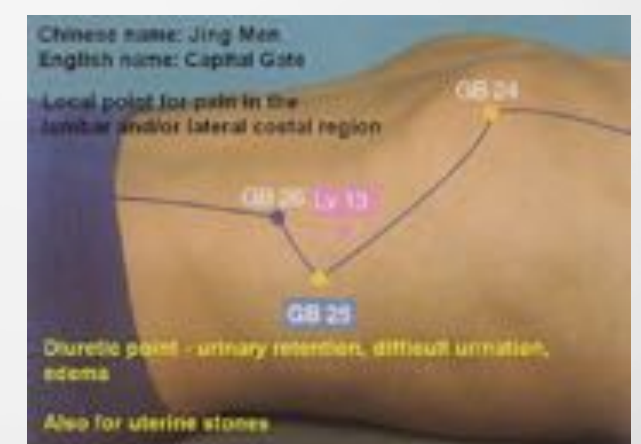 Chinese name: Jing Men
English name: Capital Gate
Local point for pain in the
lumbar and/or lateral costal region
GB 24
GB 26 Lv 13
GB 25
Diuretic point - urinary retention, difficult urination,
edema
Also for uterine stones